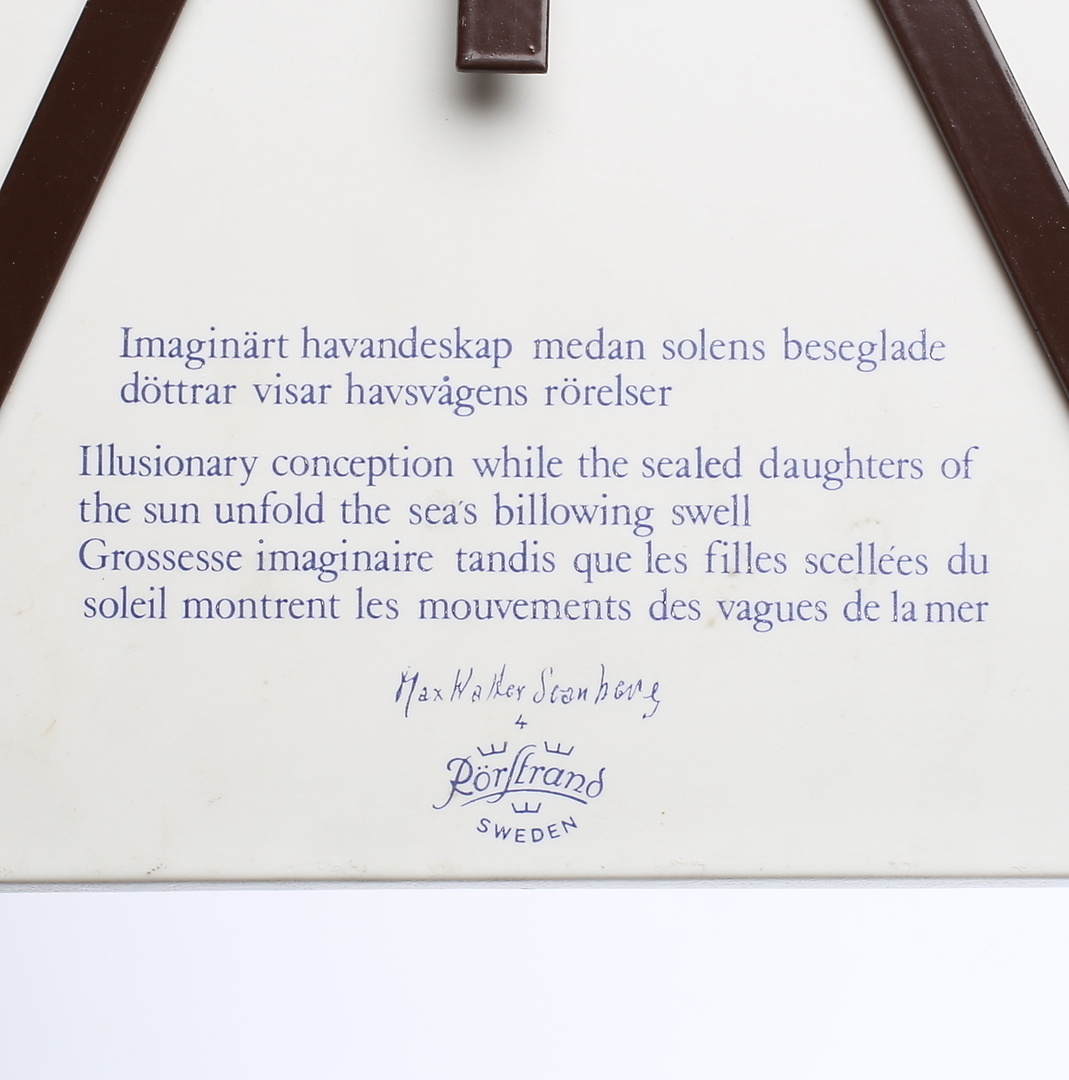 Imaginärt havandeskap medan solens beseglade
döttrar visar havsvågens rörelser
Illusionary conception while the sealed daughters of
the sun unfold the sea's billowing swell
Grossesse imaginaire tandis que les filles scellées du
soleil montrent les mouvements des vagues de la mer
Max Walter Svanberg
4
Rörstrand
SWEDEN